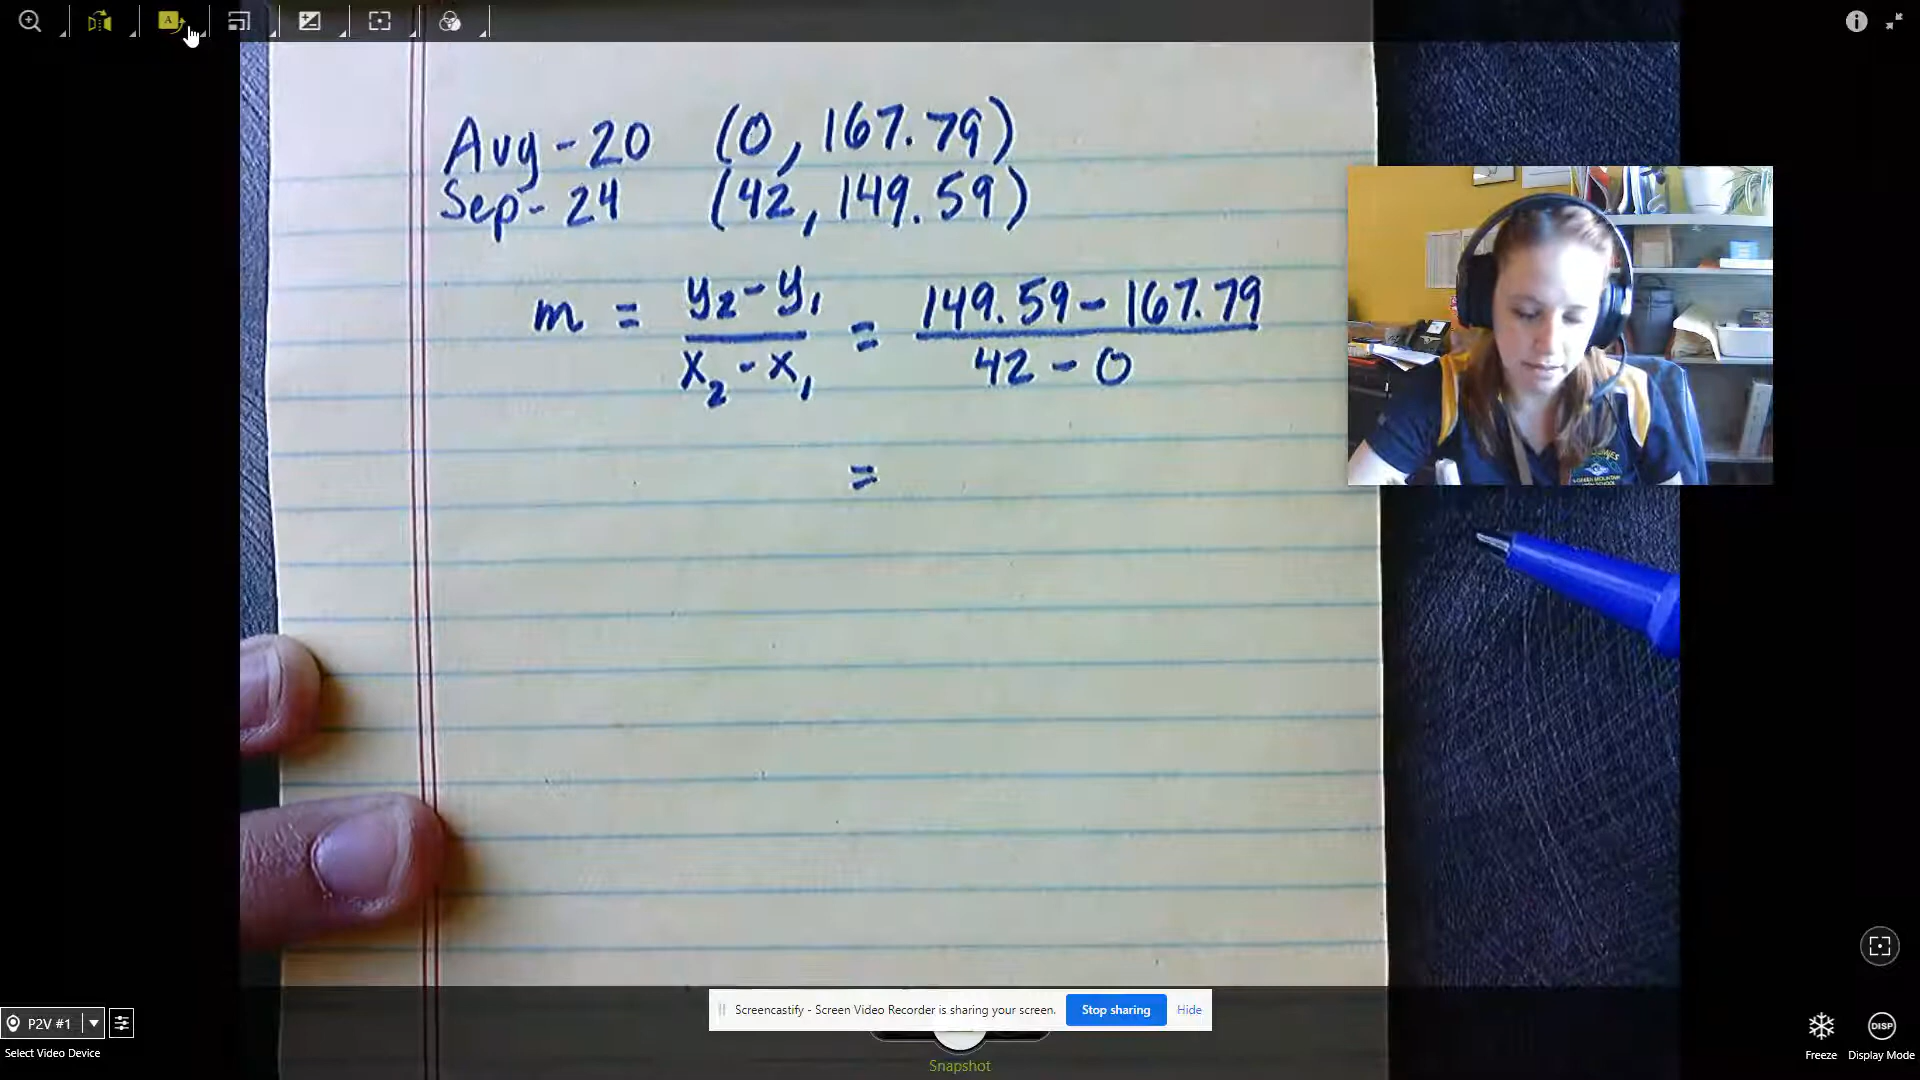 Aug-20 (0, 167.79)
Sep-24 (42, 149.59)
m = y₂-y₁ / x₂-x₁ = 149.59-167.79 / 42-0
=
Screencastify - Screen Video Recorder is sharing your screen. Stop sharing Hide
P2V #1
Select Video Device
Snapshot
Freeze
DISP
Display Mode